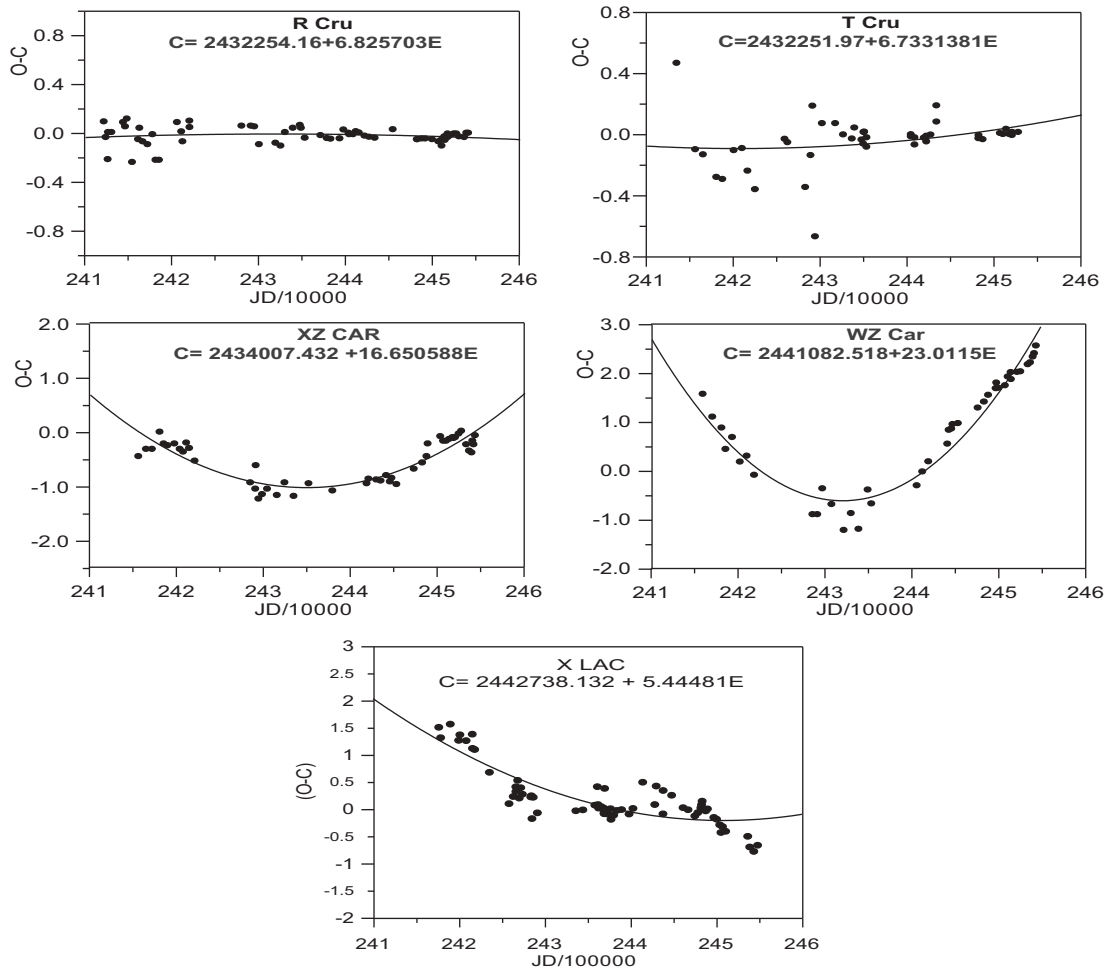 R Cru
C= 2432254.16+6.825703E
O-C
0.8
0.4
0.0
-0.4
-0.8
241 242 243 244 245 246
JD/10000
T Cru
C=2432251.97+6.7331381E
O-C
0.8
0.4
0.0
-0.4
-0.8
241 242 243 244 245 246
JD/10000
XZ CAR
C= 2434007.432 +16.650588E
O-C
2.0
1.0
0.0
-1.0
-2.0
241 242 243 244 245 246
JD/10000
WZ Car
C= 2441082.518+23.0115E
O-C
3.0
2.0
1.0
0.0
-1.0
-2.0
241 242 243 244 245 246
JD/10000
X LAC
C= 2442738.132 + 5.44481E
(O-C)
3
2.5
2
1.5
1
0.5
0
-0.5
-1
-1.5
-2
241 242 243 244 245 246
JD/100000